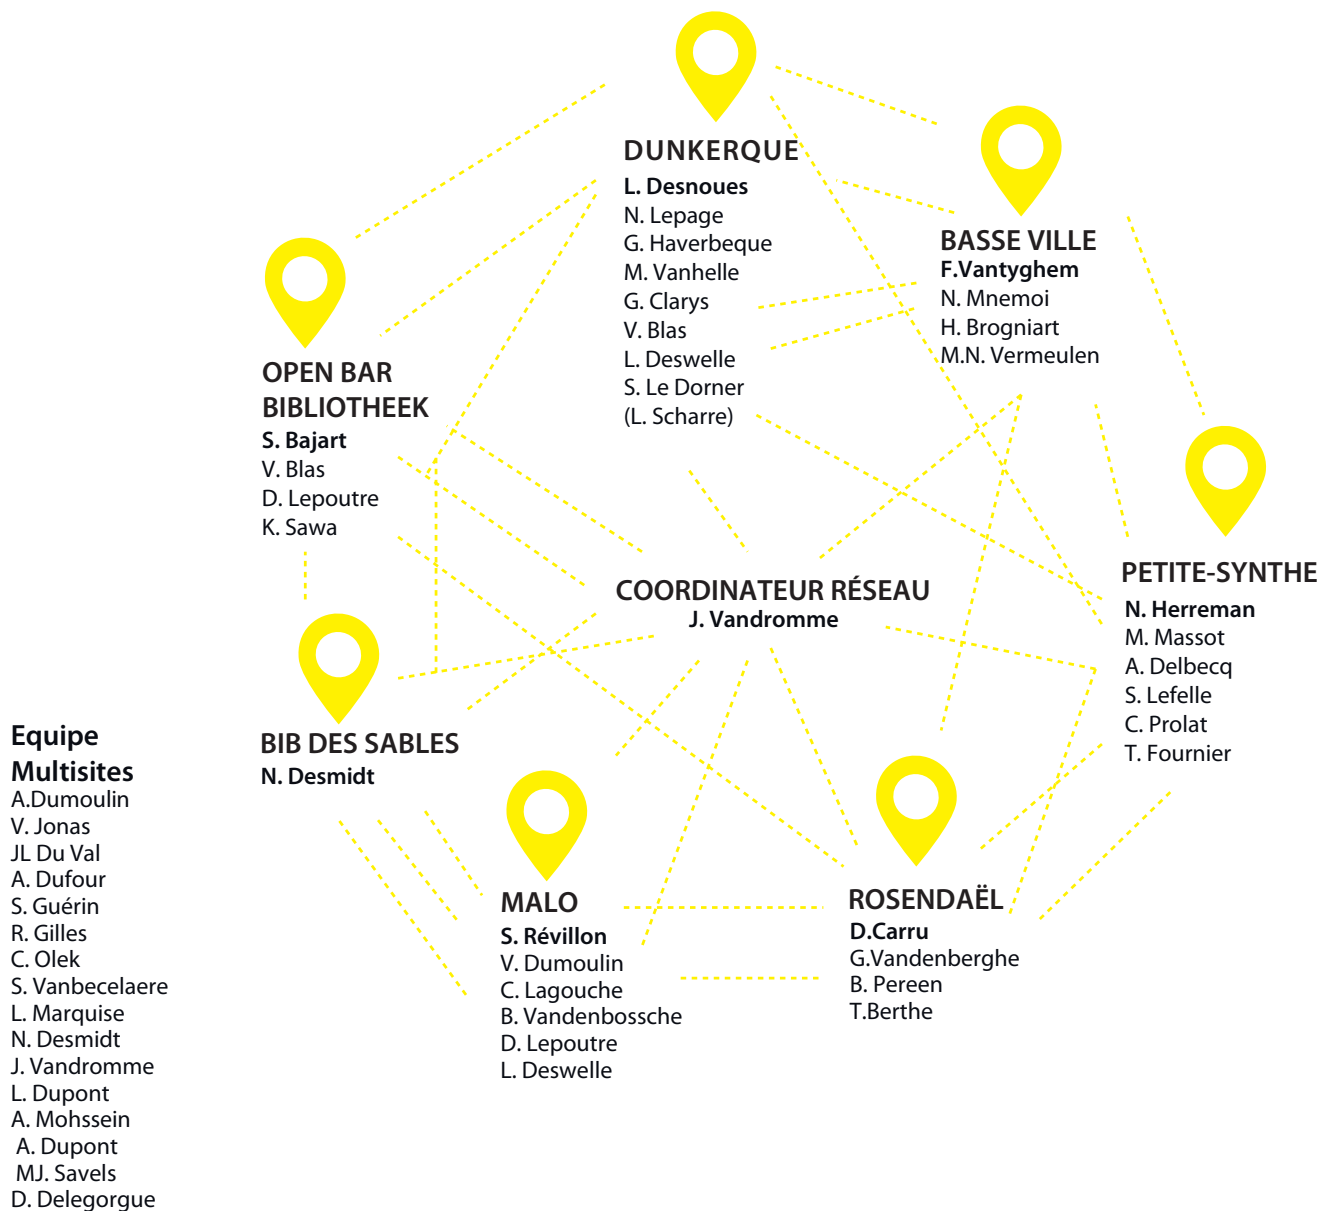 DUNKERQUE
L. Desnoues
N. Lepage
G. Haverbeque
M. Vanhelle
G. Clarys
V. Blas
L. Deswelle
S. Le Dorner
(L. Scharre)
BASSE VILLE
F.Vantyghem
N. Mnemoi
H. Brogniart
M.N. Vermeulen
OPEN BAR
BIBLIOTHEEK
S. Bajart
V. Blas
D. Lepoutre
K. Sawa
PETITE-SYNTHE
N. Herreman
M. Massot
A. Delbecq
S. Lefelle
C. Prolat
T. Fournier
COORDINATEUR RÉSEAU
J. Vandromme
BIB DES SABLES
N. Desmidt
MALO
S. Révillon
V. Dumoulin
C. Lagouche
B. Vandenbossche
D. Lepoutre
L. Deswelle
ROSENDAËL
D.Carru
G.Vandenberghe
B. Pereen
T.Berthe
Equipe
Multisites
A.Dumoulin
V. Jonas
JL Du Val
A. Dufour
S. Guérin
R. Gilles
C. Olek
S. Vanbecelaere
L. Marquise
N. Desmidt
J. Vandromme
L. Dupont
A. Mohssein
A. Dupont
MJ. Savels
D. Delegorgue